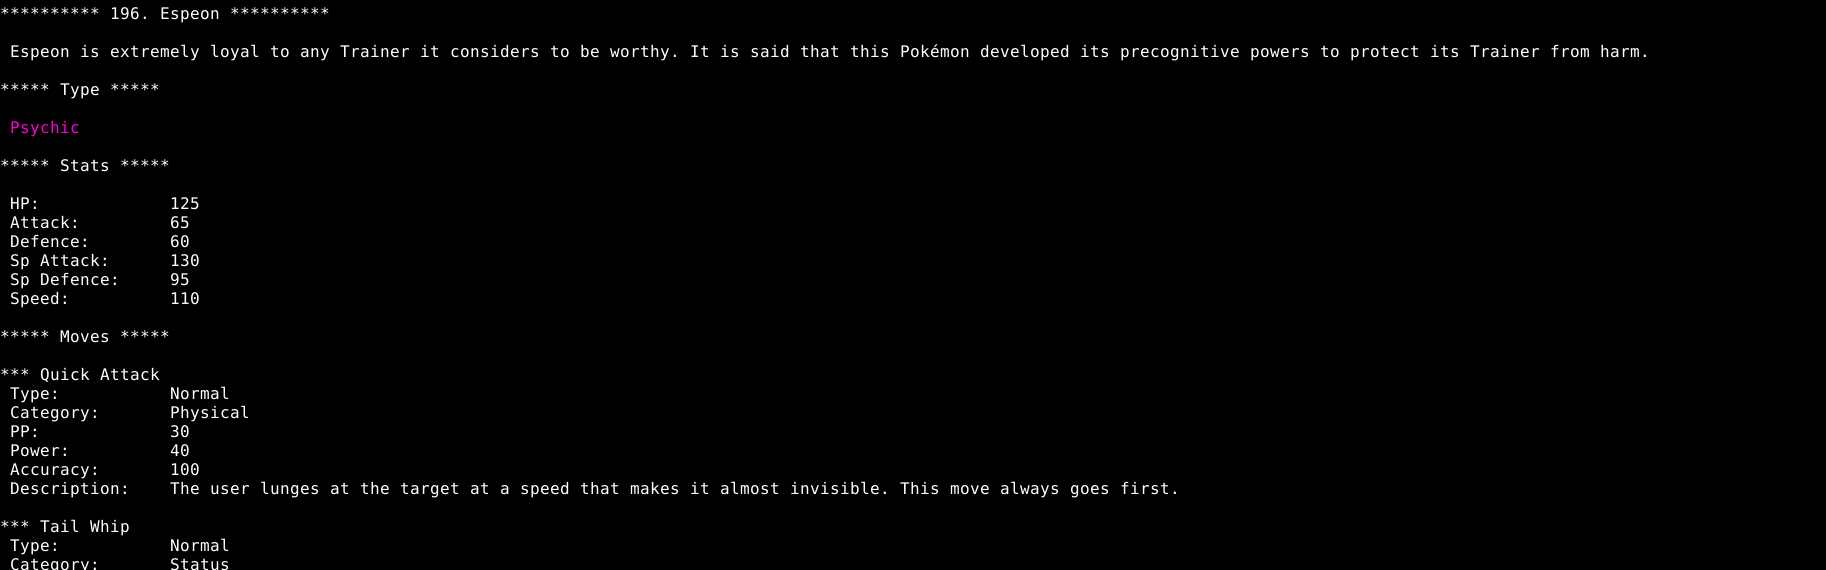 ********** 196. Espeon **********
Espeon is extremely loyal to any Trainer it considers to be worthy. It is said that this Pokémon developed its precognitive powers to protect its Trainer from harm.
***** Type *****
Psychic
***** Stats *****
HP: 125
Attack: 65
Defence: 60
Sp Attack: 130
Sp Defence: 95
Speed: 110
***** Moves *****
*** Quick Attack
Type: Normal
Category: Physical
PP: 30
Power: 40
Accuracy: 100
Description: The user lunges at the target at a speed that makes it almost invisible. This move always goes first.
*** Tail Whip
Type: Normal
Category: Status